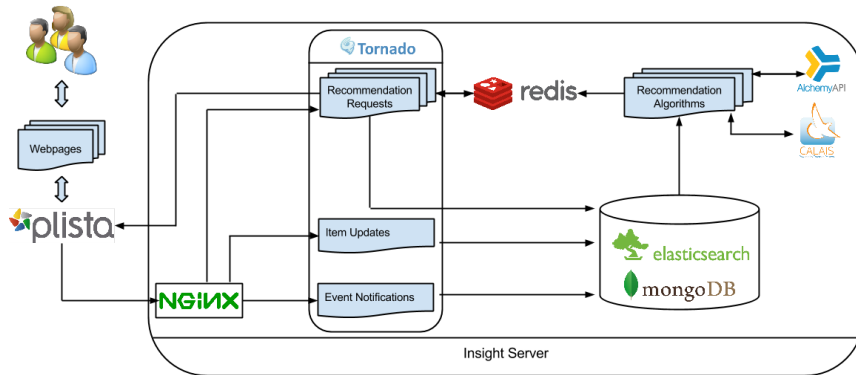 Tornado
Recommendation
Requests
redis
Recommendation
Algorithms
AlchemyAPI
CALAIS
Webpages
plista
Item Updates
elasticsearch
mongoDB
NGINX
Event Notifications
Insight Server